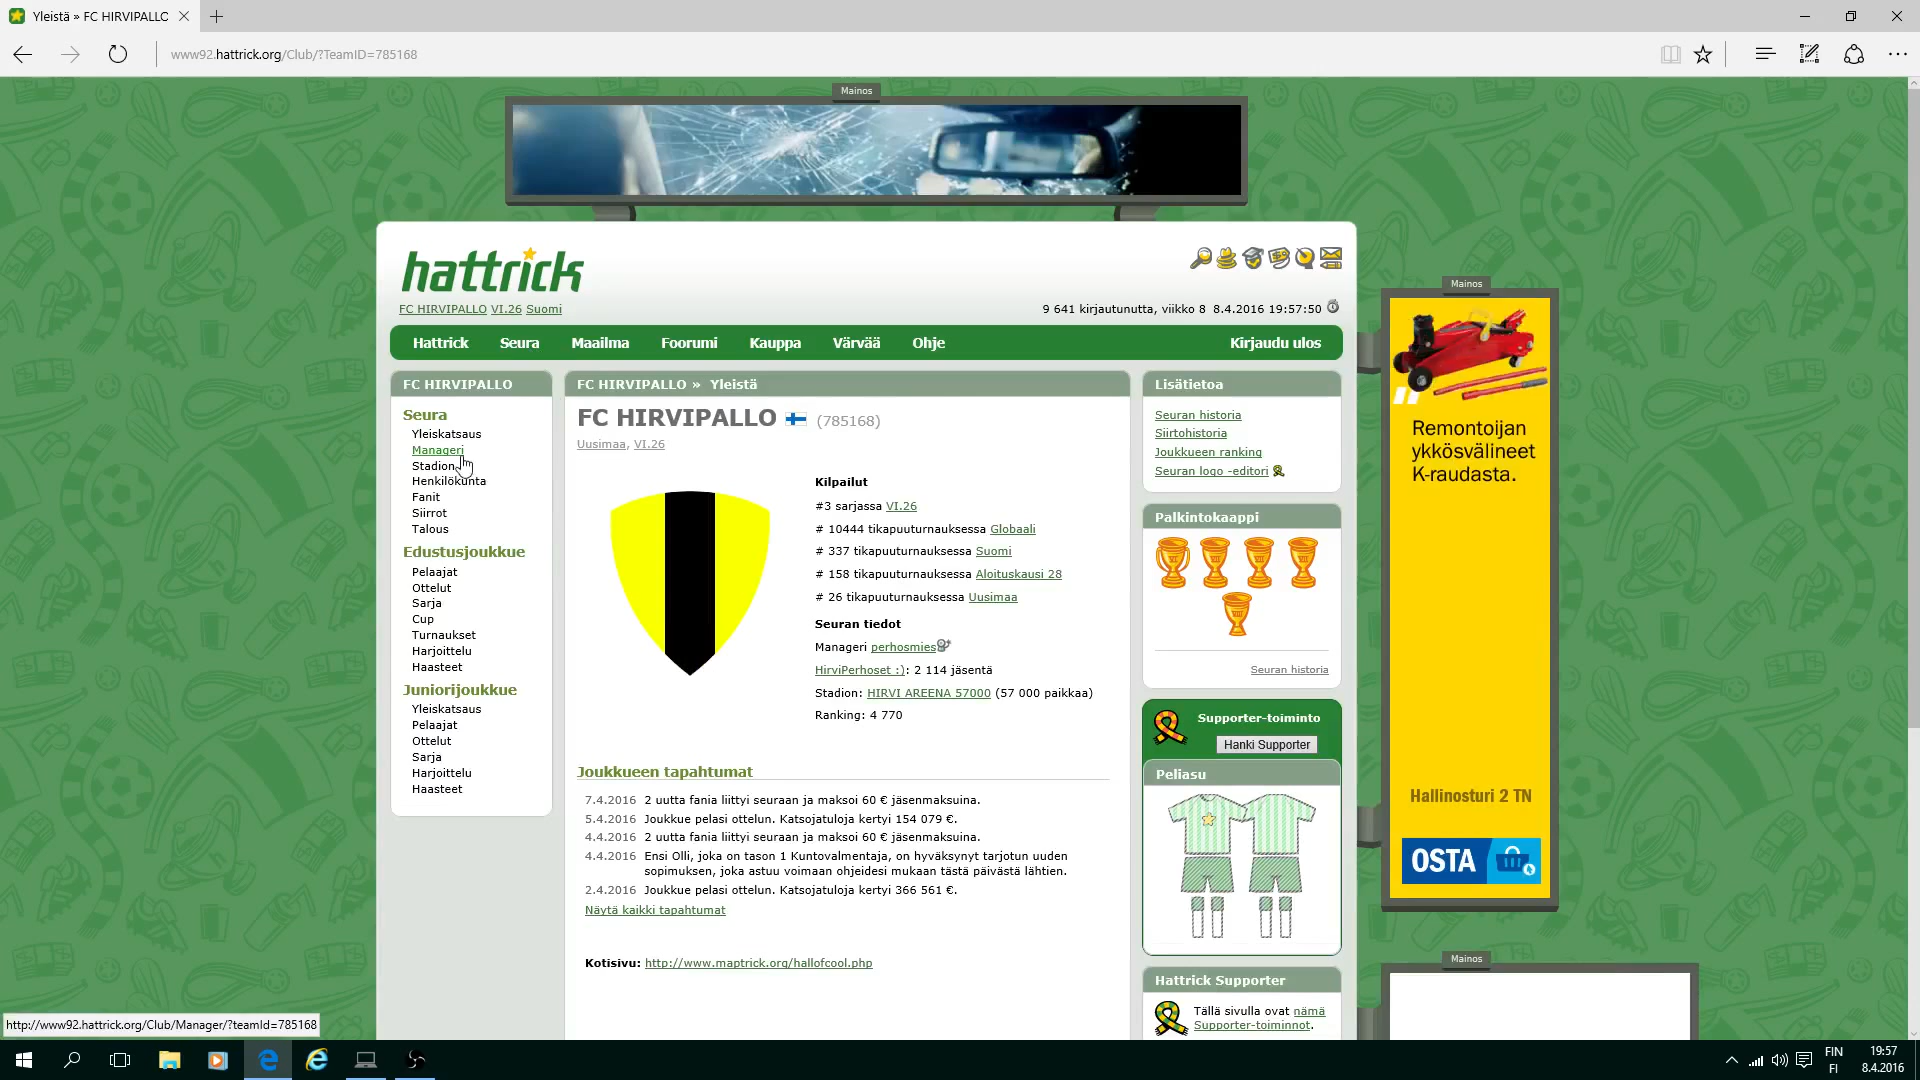 Yleistä » FC HIRVIPALLO
www92.hattrick.org/Club/?TeamID=785168
Mainos
hattrick
FC HIRVIPALLO VI.26 Suomi
9 641 kirjautunutta, viikko 8 8.4.2016 19:57:50
Hattrick Seura Maailma Foorumi Kauppa Värvää Ohje Kirjaudu ulos
FC HIRVIPALLO
Seura
Yleiskatsaus
Manageri
Stadion
Henkilökunta
Fanit
Siirrot
Talous
Edustusjoukkue
Pelaajat
Ottelut
Sarja
Cup
Turnaukset
Harjoittelu
Haasteet
Juniorijoukkue
Yleiskatsaus
Pelaajat
Ottelut
Sarja
Harjoittelu
Haasteet
FC HIRVIPALLO » Yleistä
FC HIRVIPALLO (785168)
Uusimaa, VI.26
Kilpailut
#3 sarjassa VI.26
# 10444 tikapuuturnauksessa Globaali
# 337 tikapuuturnauksessa Suomi
# 158 tikapuuturnauksessa Aloituskausi 28
# 26 tikapuuturnauksessa Uusimaa
Seuran tiedot
Manageri perhosmies
HirviPerhoset :): 2 114 jäsentä
Stadion: HIRVI AREENA 57000 (57 000 paikkaa)
Ranking: 4 770
Joukkueen tapahtumat
7.4.2016 2 uutta fania liittyi seuraan ja maksoi 60 € jäsenmaksuina.
5.4.2016 Joukkue pelasi ottelun. Katsojatuloja kertyi 154 079 €.
4.4.2016 2 uutta fania liittyi seuraan ja maksoi 60 € jäsenmaksuina.
4.4.2016 Ensi Olli, joka on tason 1 Kuntovalmentaja, on hyväksynyt tarjotun uuden
sopimuksen, joka astuu voimaan ohjeidesi mukaan tästä päivästä lähtien.
2.4.2016 Joukkue pelasi ottelun. Katsojatuloja kertyi 366 561 €.
Näytä kaikki tapahtumat
Kotisivu: http://www.maptrick.org/hallofcool.php
Lisätietoa
Seuran historia
Siirtohistoria
Joukkueen ranking
Seuran logo -editori
Palkintokaappi
Seuran historia
Supporter-toiminto
Hanki Supporter
Peliasu
Hattrick Supporter
Tällä sivulla ovat nämä
Supporter-toiminnot.
Mainos
Remontoijan
ykkösvälineet
K-raudasta.
Hallinosturi 2 TN
OSTA
Mainos
http://www92.hattrick.org/Club/Manager/?teamId=785168
FIN
FI
19:57
8.4.2016